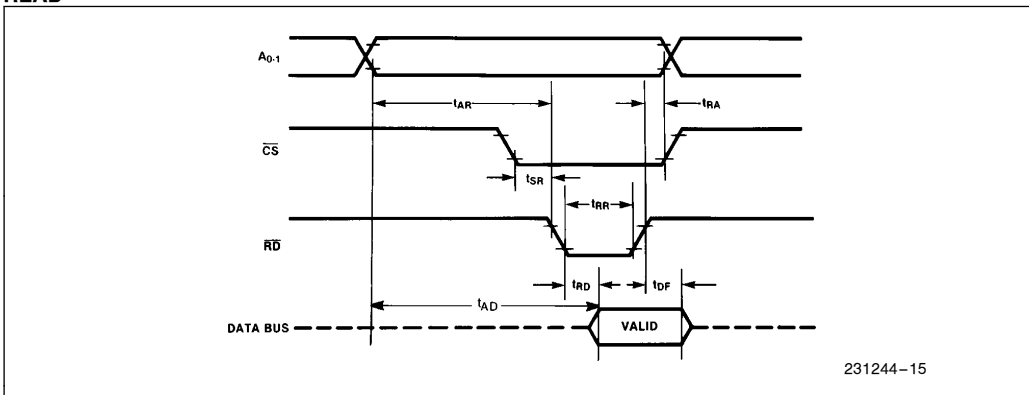 READ
A0-1
tAR
tRA
CS
tSR
tRR
RD
tRD
tDF
tAD
DATA BUS
VALID
231244–15